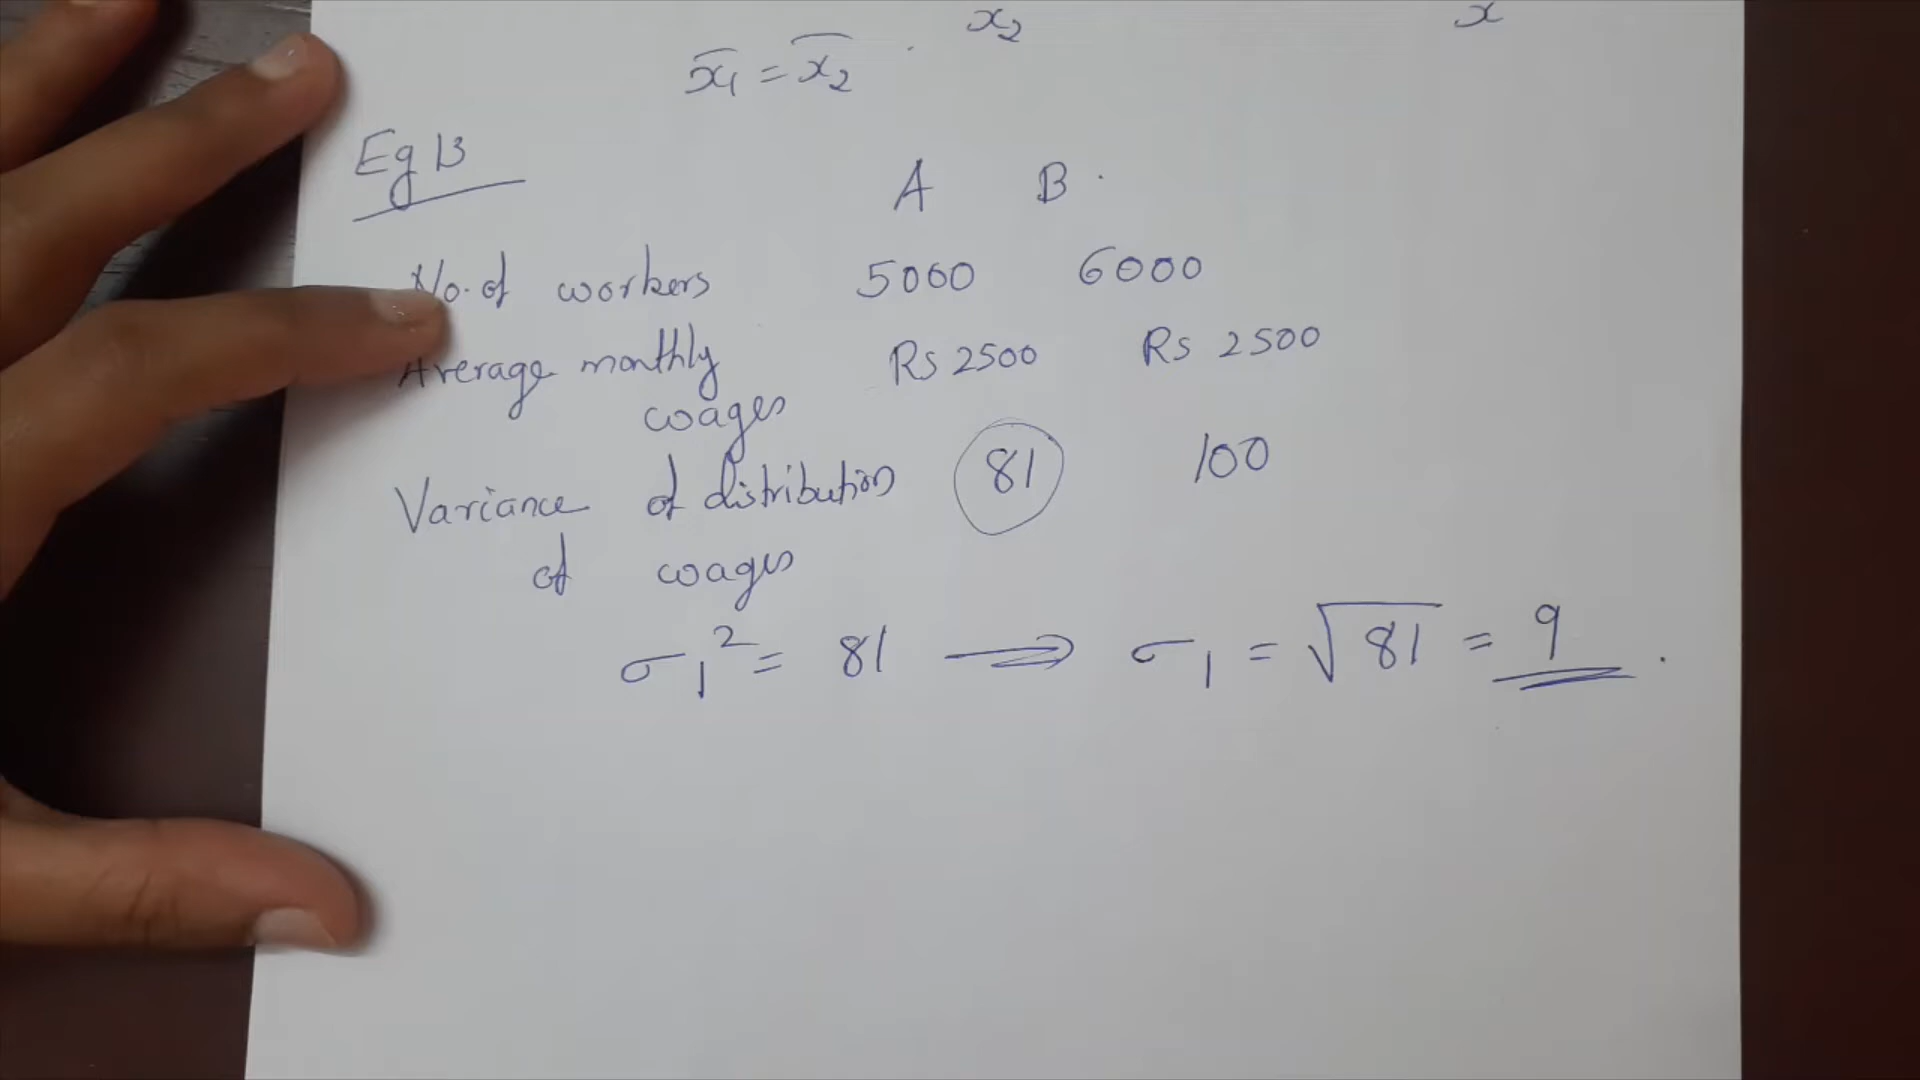 x₂ x
x̄₁ = x̄₂
Eg 13
A B
No. of workers 5000 6000
Average monthly Rs 2500 Rs 2500
wages
Variance of distribution 81 100
of wages
σ₁² = 81 ⟹ σ₁ = √81 = 9